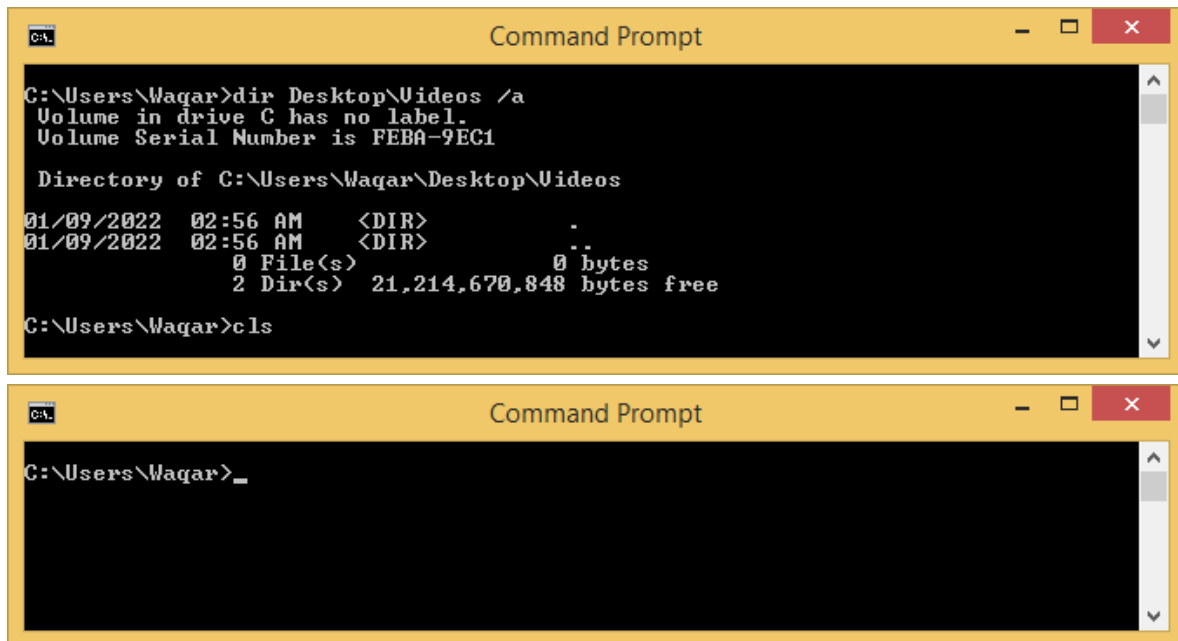 Command Prompt
C:\Users\Waqar>dir Desktop\Videos /a
 Volume in drive C has no label.
 Volume Serial Number is FEBA-9EC1
 Directory of C:\Users\Waqar\Desktop\Videos
01/09/2022  02:56 AM    <DIR>          .
01/09/2022  02:56 AM    <DIR>          ..
               0 File(s)              0 bytes
               2 Dir(s)  21,214,670,848 bytes free
C:\Users\Waqar>cls
Command Prompt
C:\Users\Waqar>_